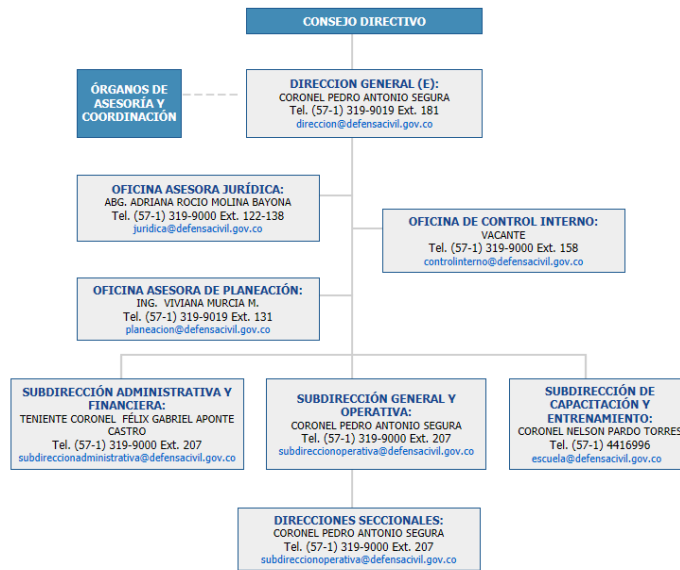 CONSEJO DIRECTIVO
ÓRGANOS DE
ASESORÍA Y
COORDINACIÓN
DIRECCION GENERAL (E):
CORONEL PEDRO ANTONIO SEGURA
Tel. (57-1) 319-9019 Ext. 181
direccion@defensacivil.gov.co
OFICINA ASESORA JURÍDICA:
ABG. ADRIANA ROCIO MOLINA BAYONA
Tel. (57-1) 319-9000 Ext. 122-138
juridica@defensacivil.gov.co
OFICINA DE CONTROL INTERNO:
VACANTE
Tel. (57-1) 319-9000 Ext. 158
controlinterno@defensacivil.gov.co
OFICINA ASESORA DE PLANEACIÓN:
ING. VIVIANA MURCIA M.
Tel. (57-1) 319-9019 Ext. 131
planeacion@defensacivil.gov.co
SUBDIRECCIÓN ADMINISTRATIVA Y
FINANCIERA:
TENIENTE CORONEL FÉLIX GABRIEL APONTE
CASTRO
Tel. (57-1) 319-9000 Ext. 207
subdireccionadministrativa@defensacivil.gov.co
SUBDIRECCIÓN GENERAL Y
OPERATIVA:
CORONEL PEDRO ANTONIO SEGURA
Tel. (57-1) 319-9000 Ext. 207
subdireccionoperativa@defensacivil.gov.co
SUBDIRECCIÓN DE
CAPACITACIÓN Y
ENTRENAMIENTO:
CORONEL NELSON PARDO TORRES
Tel. (57-1) 4416996
escuela@defensacivil.gov.co
DIRECCIONES SECCIONALES:
CORONEL PEDRO ANTONIO SEGURA
Tel. (57-1) 319-9000 Ext. 207
subdireccionoperativa@defensacivil.gov.co